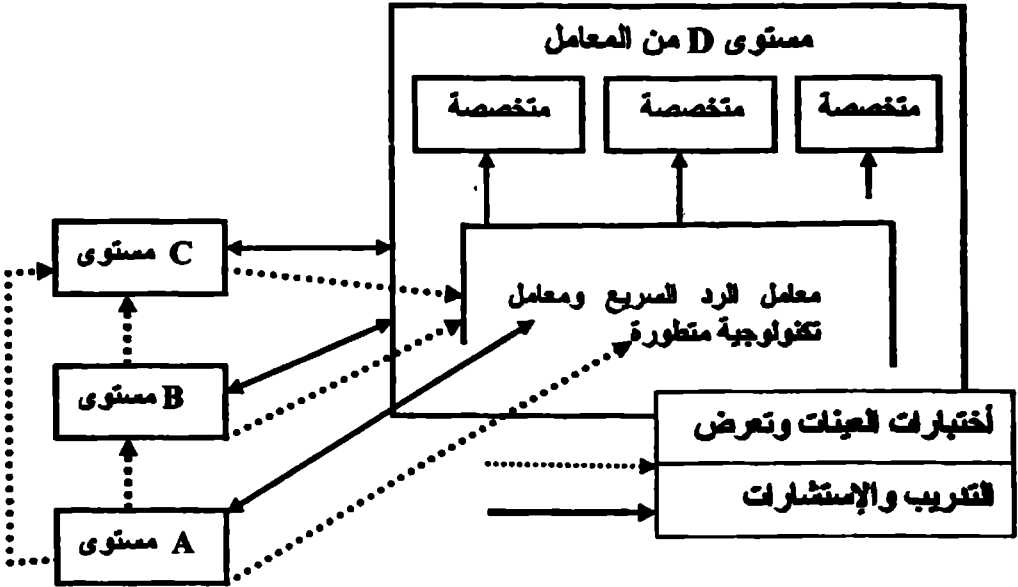 مستوى D من المعامل
متخصصة
متخصصة
متخصصة
مستوى C
معامل الرد السريع ومعامل
تكنولوجية متطورة
مستوى B
أختبارات العينات وتعرض
التدريب والإستشارات
مستوى A